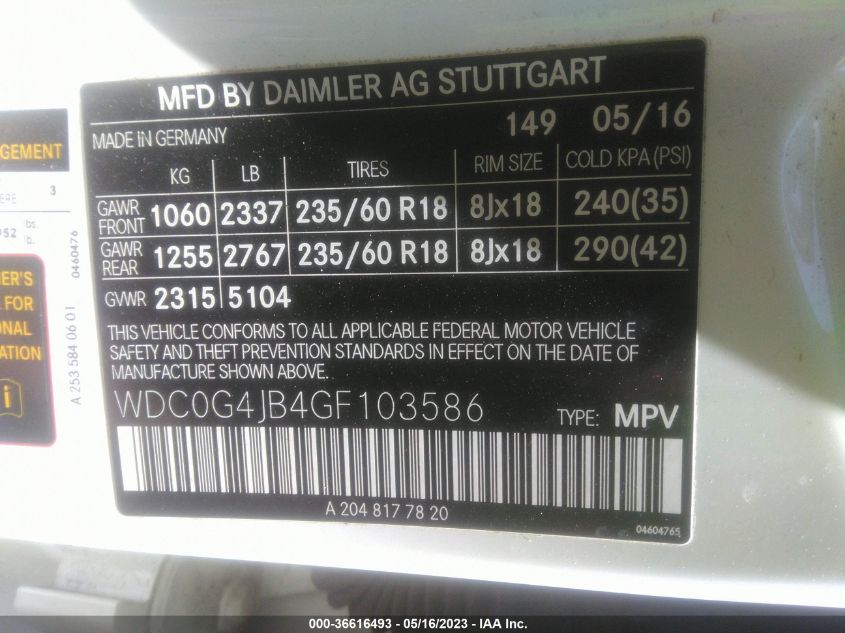 MFD BY DAIMLER AG STUTTGART
MADE IN GERMANY 149 05/16
KG LB TIRES RIM SIZE COLD KPA (PSI)
GAWR FRONT 1060 2337 235/60 R18 8Jx18 240(35)
GAWR REAR 1255 2767 235/60 R18 8Jx18 290(42)
GVWR 2315 5104
THIS VEHICLE CONFORMS TO ALL APPLICABLE FEDERAL MOTOR VEHICLE
SAFETY AND THEFT PREVENTION STANDARDS IN EFFECT ON THE DATE OF
MANUFACTURE SHOWN ABOVE.
WDC0G4JB4GF103586 TYPE: MPV
A 204 817 78 20
04604765
GEMENT
3
952 lbs.
lb.
0460476
A 253 584 06 01
ER'S
FOR
ONAL
ATION
i
000-36616493 - 05/16/2023 - IAA Inc.